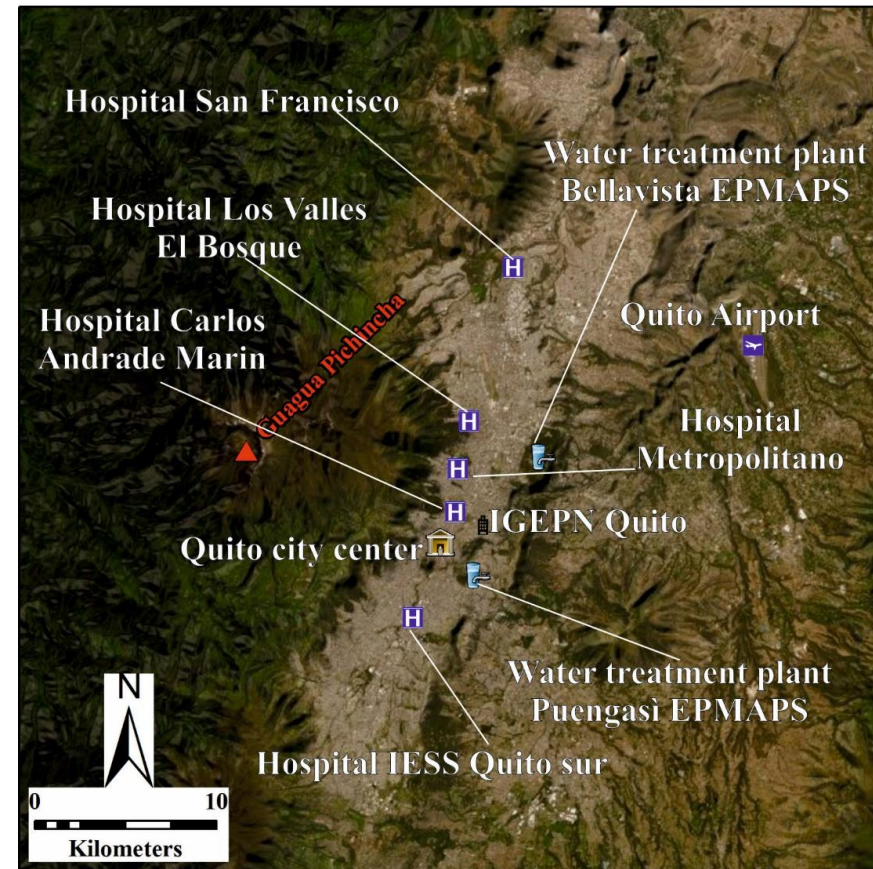 Hospital San Francisco
Water treatment plant
Bellavista EPMAPS
Hospital Los Valles
El Bosque
Quito Airport
Hospital Carlos
Andrade Marin
Guagua Pichincha
Hospital
Metropolitano
H
H
H
H
H
IGEPN Quito
Quito city center
Water treatment plant
Puengasì EPMAPS
Hospital IESS Quito sur
N
0 10
Kilometers